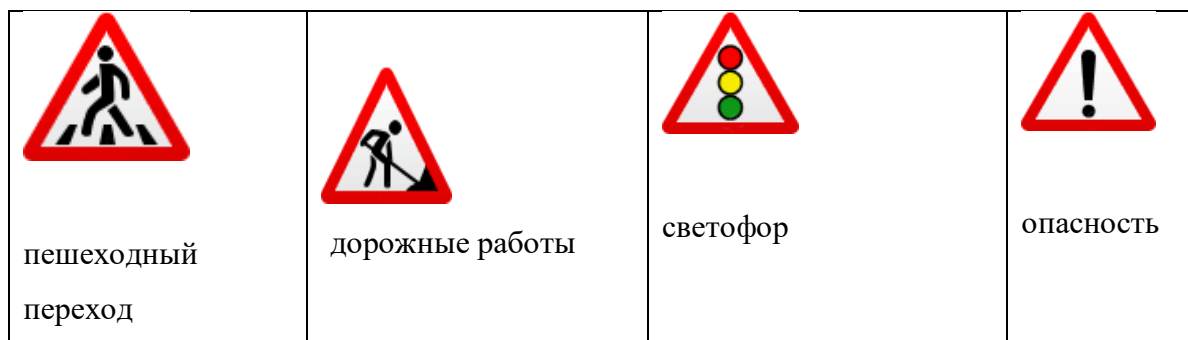 пешеходный
переход
дорожные работы
светофор
опасность